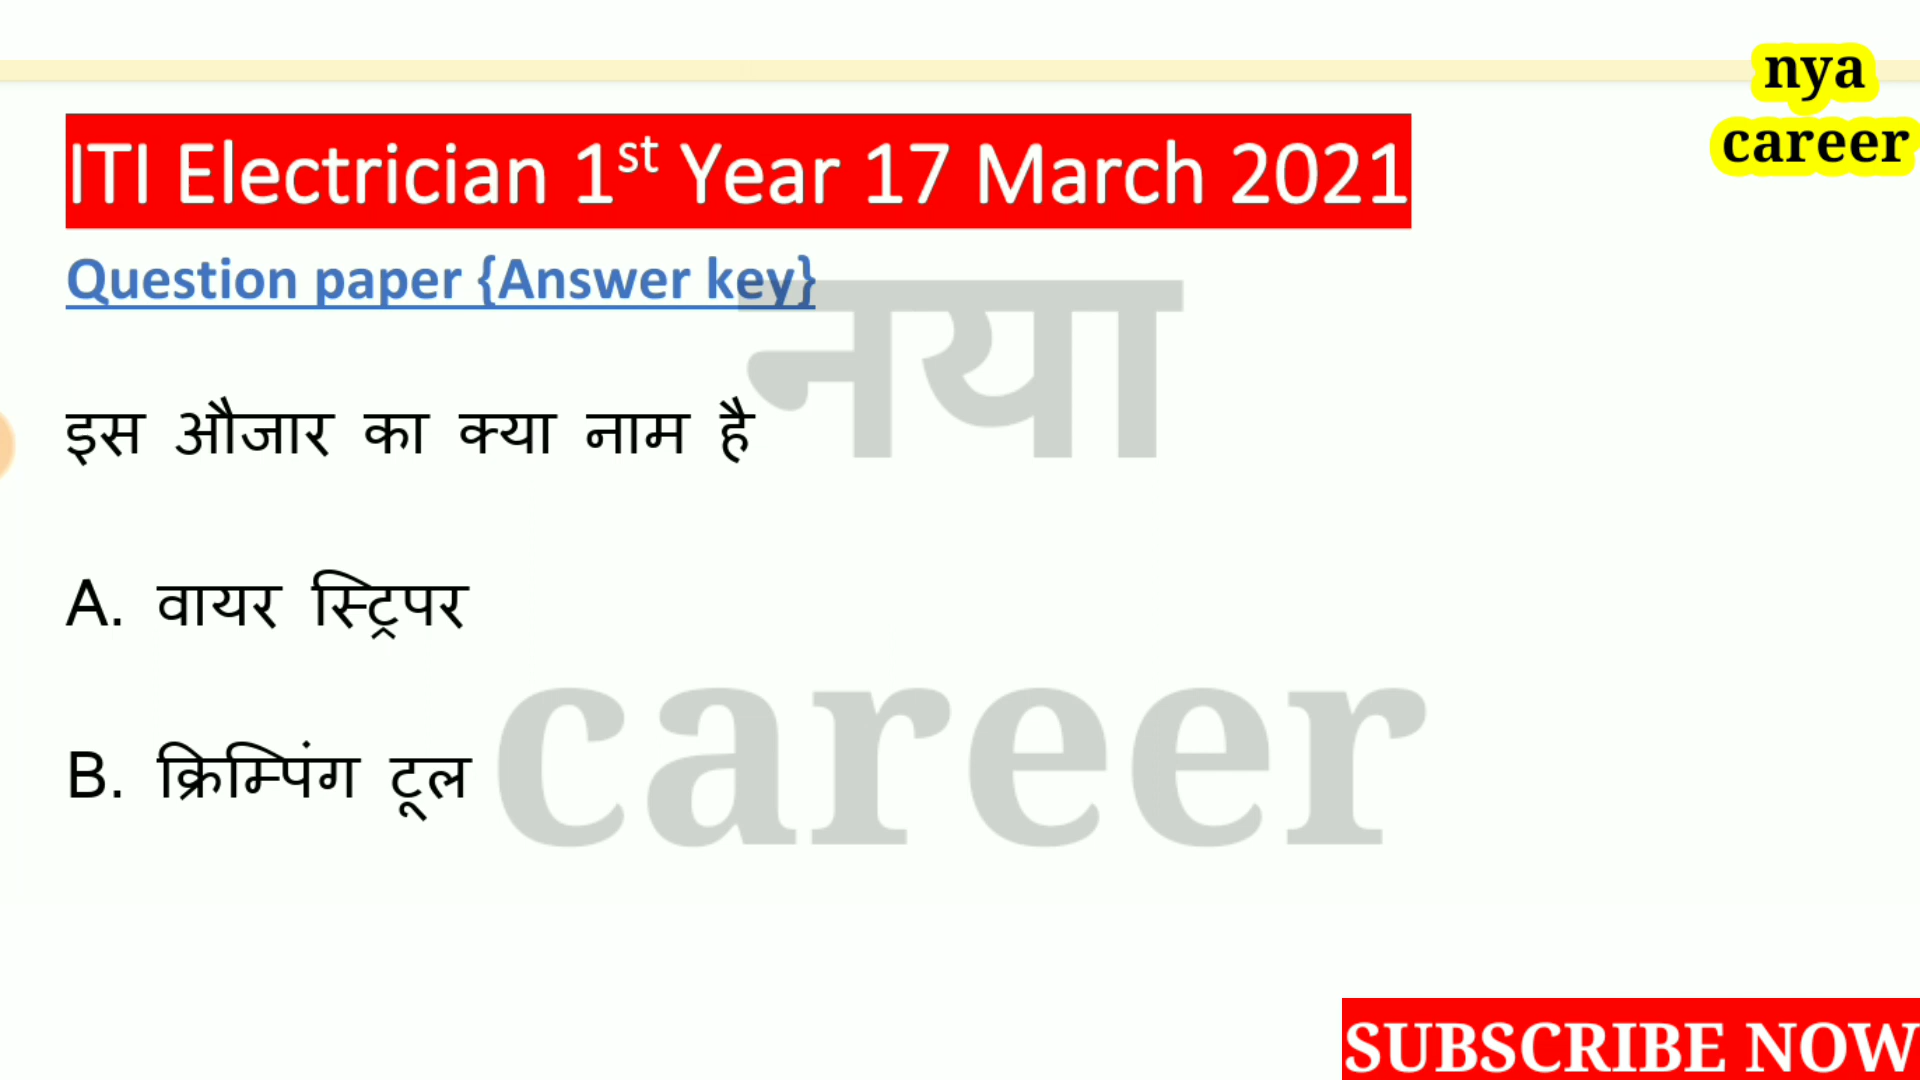 nya
career
ITI Electrician 1st Year 17 March 2021
Question paper {Answer key}
नया
इस औजार का क्या नाम है
A. वायर स्ट्रिपर
career
B. क्रिम्पिंग टूल
SUBSCRIBE NOW